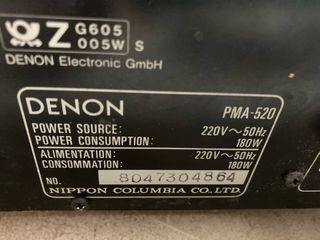 Z G605
005W S
DENON Electronic GmbH
DENON PMA-520
POWER SOURCE: 220V～50Hz
POWER CONSUMPTION: 180W
ALIMENTATION: 220V～50Hz
CONSOMMATION: 180W
NO. 8047304864
NIPPON COLUMBIA CO., LTD.